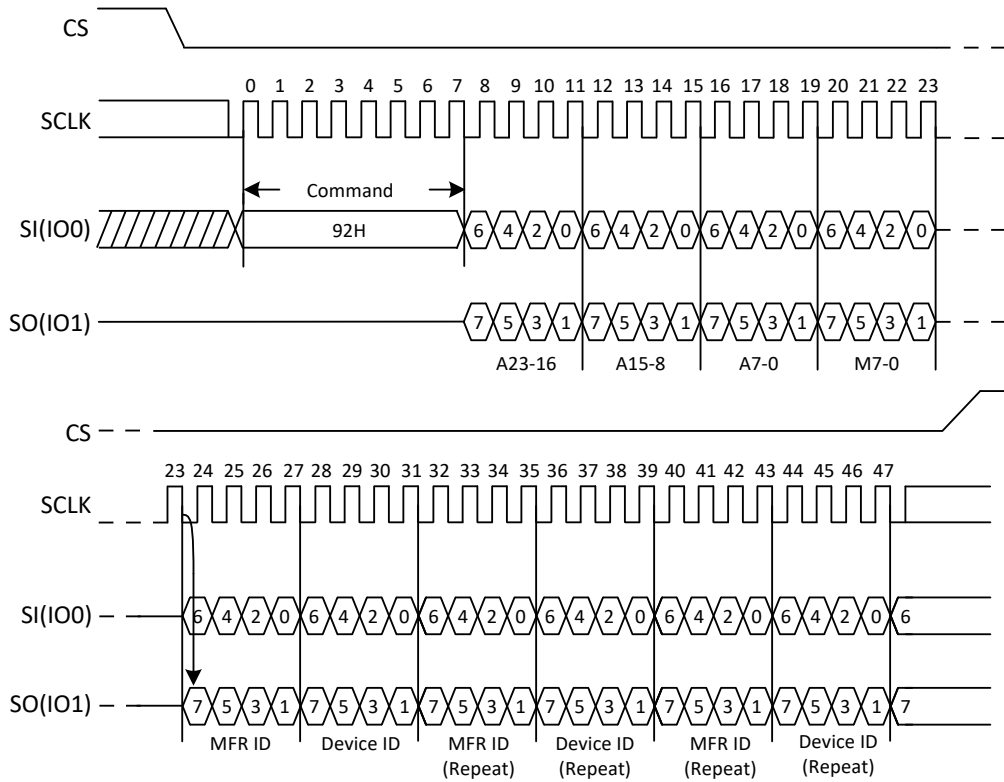 CS
0 1 2 3 4 5 6 7 8 9 10 11 12 13 14 15 16 17 18 19 20 21 22 23
SCLK
Command
SI(IO0) 92H 6 4 2 0 6 4 2 0 6 4 2 0 6 4 2 0
SO(IO1) 7 5 3 1 7 5 3 1 7 5 3 1 7 5 3 1
A23-16 A15-8 A7-0 M7-0
CS
23 24 25 26 27 28 29 30 31 32 33 34 35 36 37 38 39 40 41 42 43 44 45 46 47
SCLK
SI(IO0) 6 4 2 0 6 4 2 0 6 4 2 0 6 4 2 0 6 4 2 0 6 4 2 0 6
SO(IO1) 7 5 3 1 7 5 3 1 7 5 3 1 7 5 3 1 7 5 3 1 7 5 3 1 7
MFR ID Device ID MFR ID Device ID MFR ID Device ID
(Repeat) (Repeat) (Repeat) (Repeat)